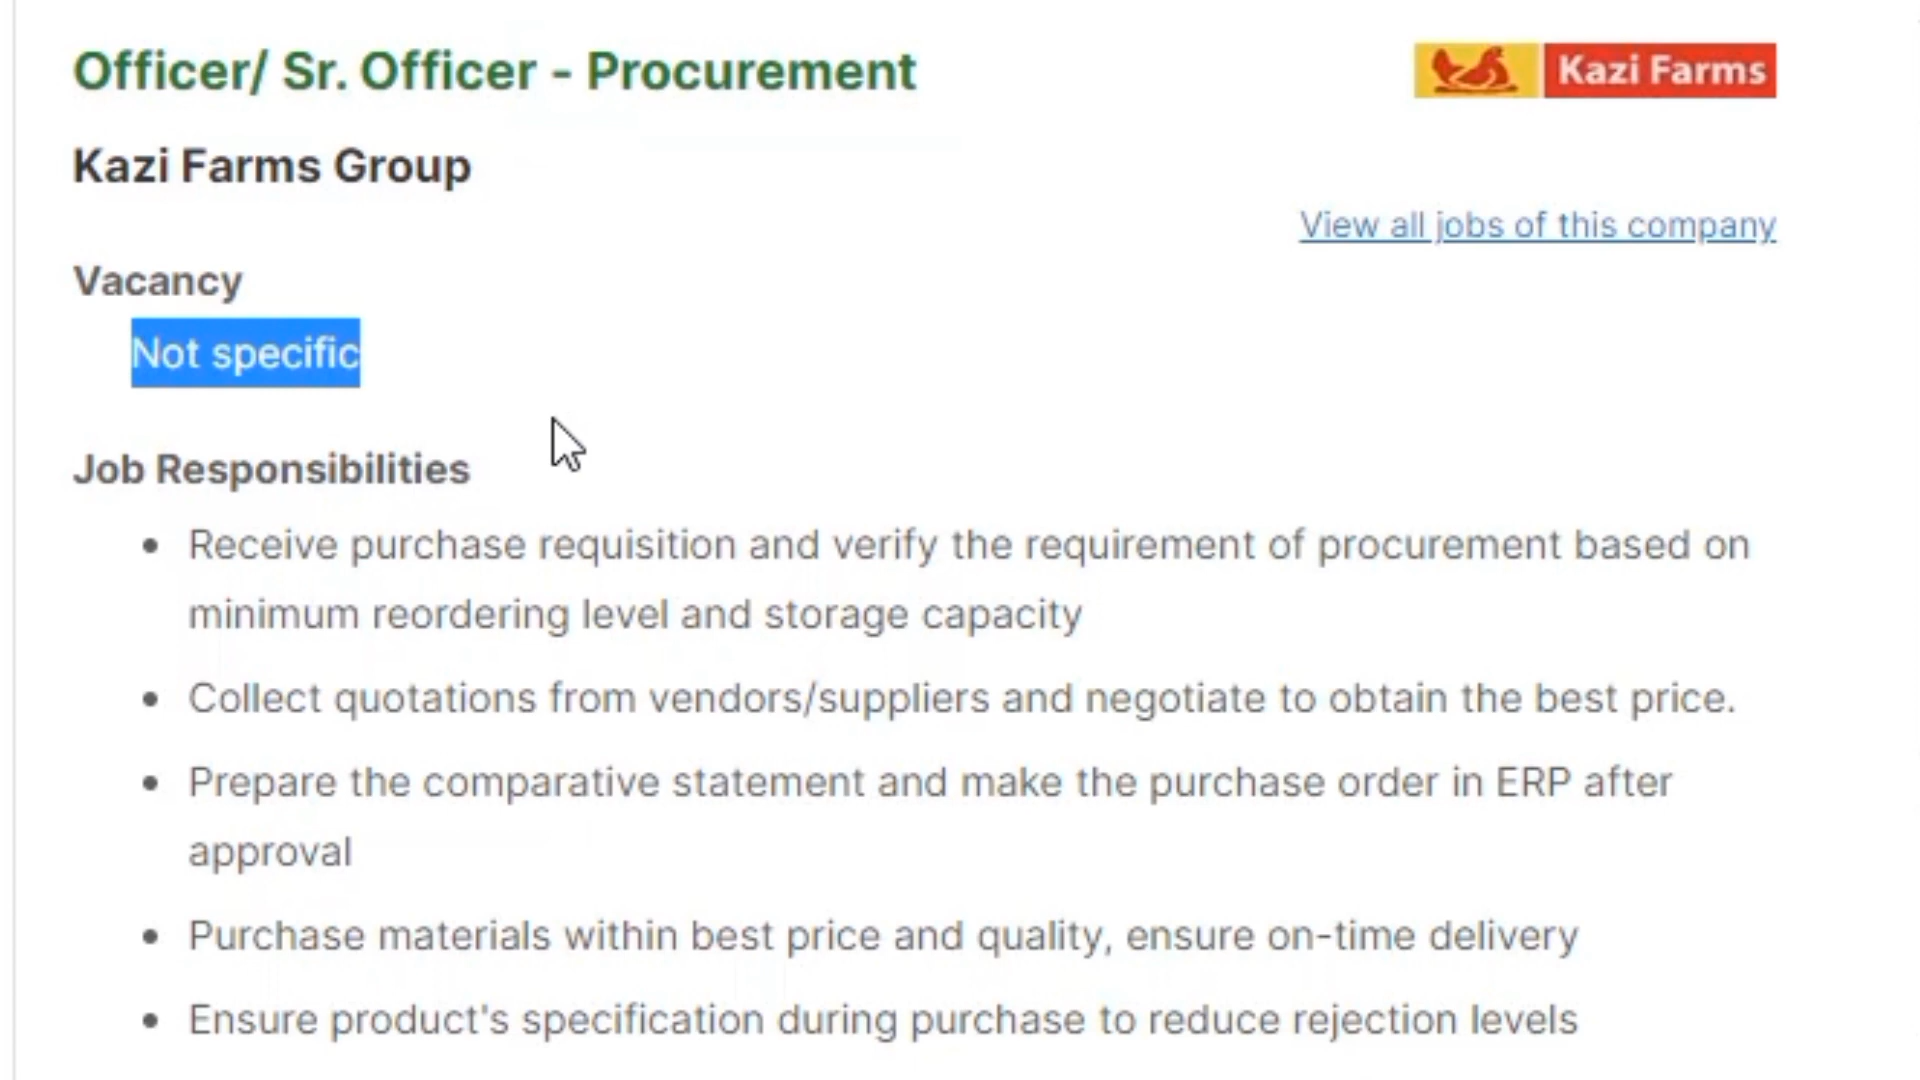 Officer/ Sr. Officer - Procurement
Kazi Farms
Kazi Farms Group
View all jobs of this company
Vacancy
Not specific
Job Responsibilities
• Receive purchase requisition and verify the requirement of procurement based on
minimum reordering level and storage capacity
• Collect quotations from vendors/suppliers and negotiate to obtain the best price.
• Prepare the comparative statement and make the purchase order in ERP after
approval
• Purchase materials within best price and quality, ensure on-time delivery
• Ensure product's specification during purchase to reduce rejection levels